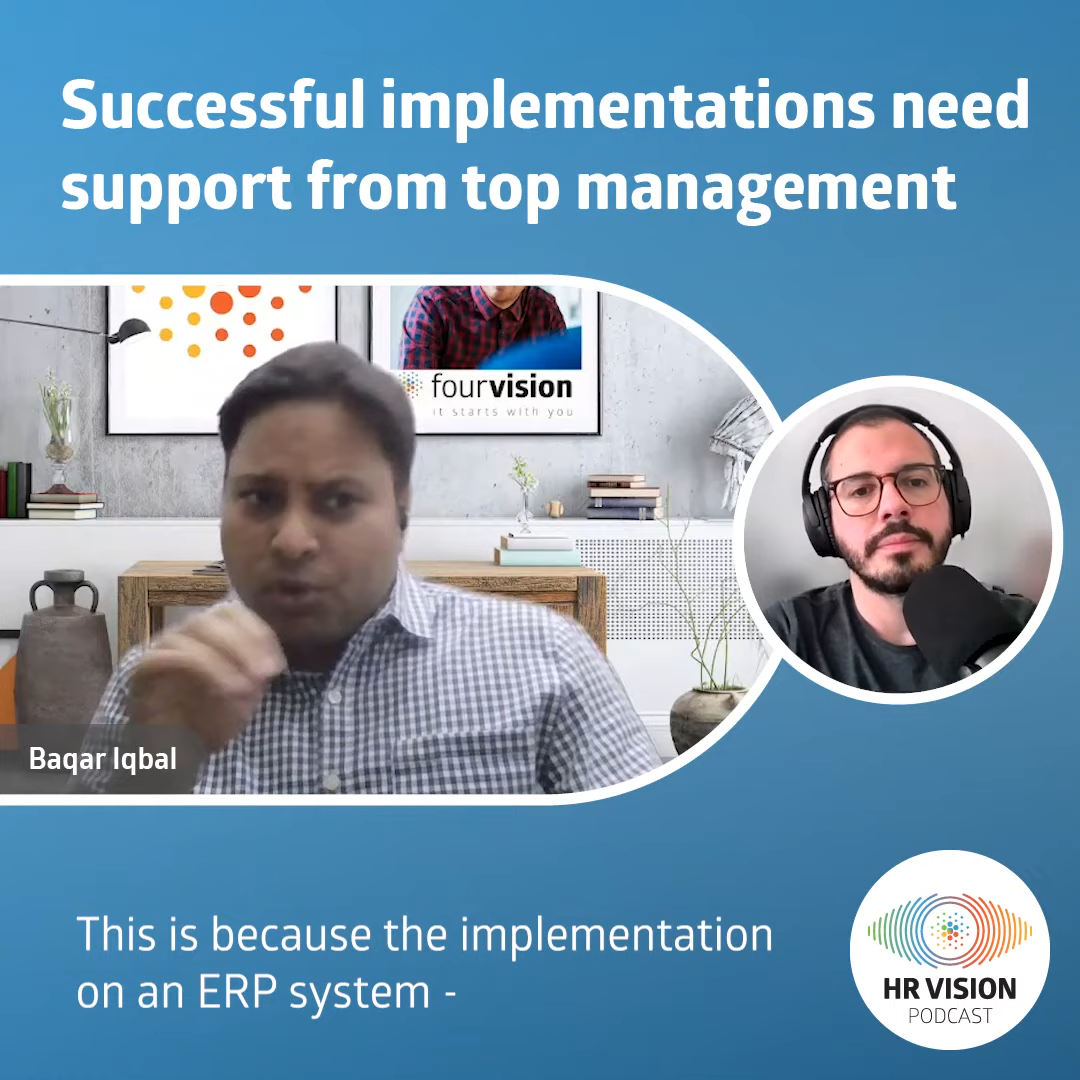 Successful implementations need
support from top management
fourvision
it starts with you
Baqar Iqbal
This is because the implementation
on an ERP system -
HR VISION
PODCAST